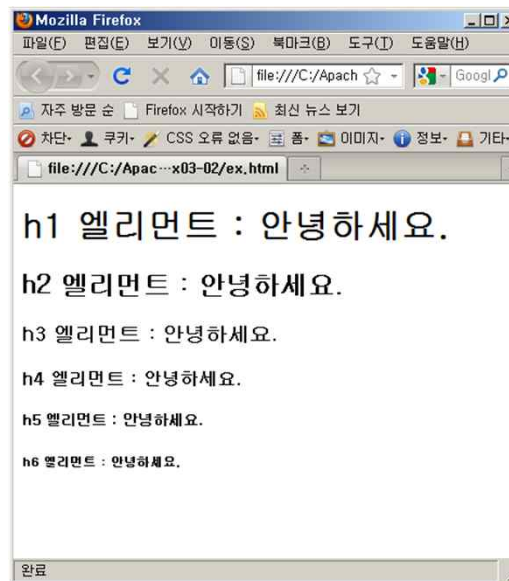 Mozilla Firefox
파일(F) 편집(E) 보기(V) 이동(S) 북마크(B) 도구(T) 도움말(H)
file:///C:/Apach Googl
자주 방문 순 Firefox 시작하기 최신 뉴스 보기
차단· 쿠키· CSS 오류 없음· 폼· 이미지· 정보· 기타·
file:///C:/Apac…x03-02/ex.html
h1 엘리먼트 : 안녕하세요.
h2 엘리먼트 : 안녕하세요.
h3 엘리먼트 : 안녕하세요.
h4 엘리먼트 : 안녕하세요.
h5 엘리먼트 : 안녕하세요.
h6 엘리먼트 : 안녕하세요.
완료